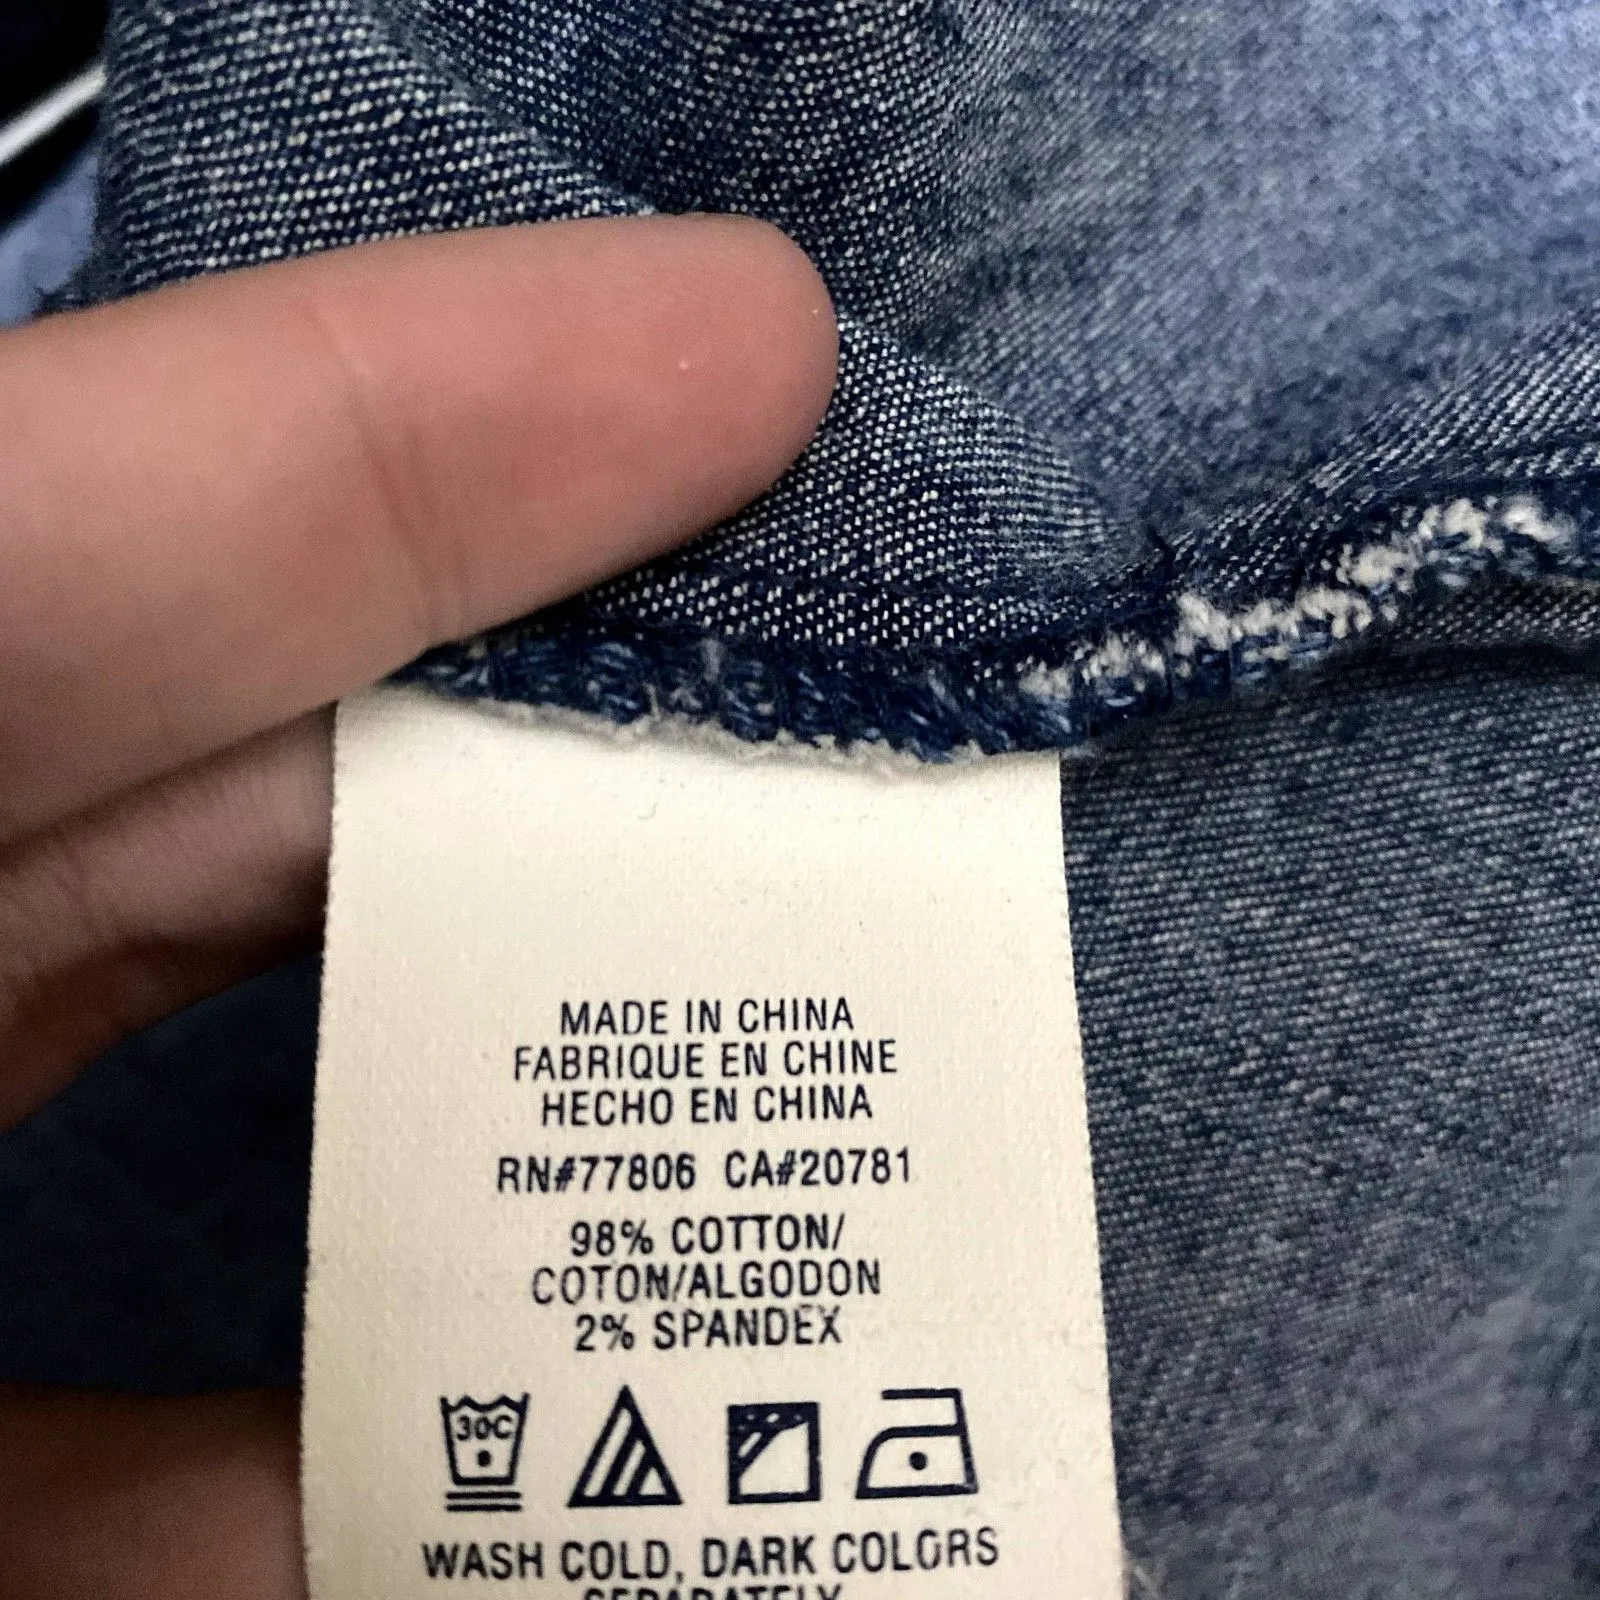 MADE IN CHINA
FABRIQUE EN CHINE
HECHO EN CHINA
RN#77806 CA#20781
98% COTTON/
COTON/ALGODON
2% SPANDEX
30C
WASH COLD, DARK COLORS
SEPARATELY